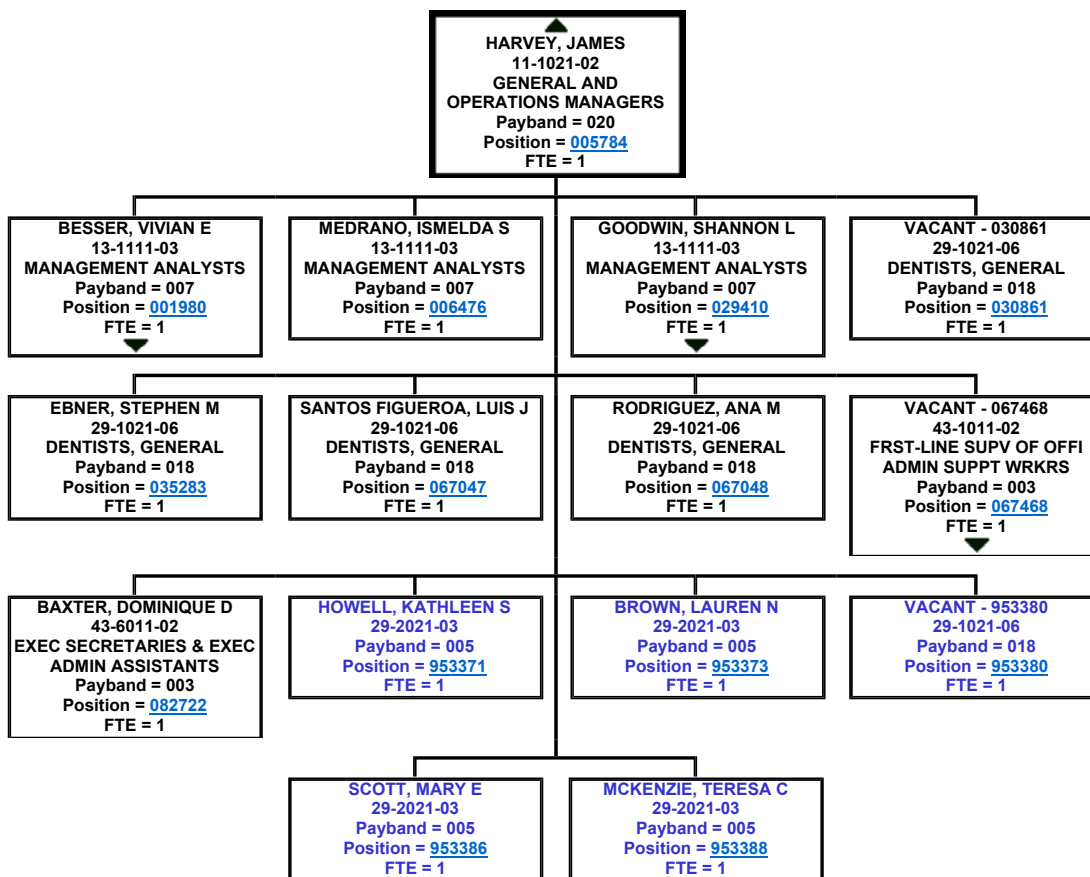 HARVEY, JAMES
11-1021-02
GENERAL AND
OPERATIONS MANAGERS
Payband = 020
Position = 005784
FTE = 1
BESSER, VIVIAN E
13-1111-03
MANAGEMENT ANALYSTS
Payband = 007
Position = 001980
FTE = 1
MEDRANO, ISMELDA S
13-1111-03
MANAGEMENT ANALYSTS
Payband = 007
Position = 006476
FTE = 1
GOODWIN, SHANNON L
13-1111-03
MANAGEMENT ANALYSTS
Payband = 007
Position = 029410
FTE = 1
VACANT - 030861
29-1021-06
DENTISTS, GENERAL
Payband = 018
Position = 030861
FTE = 1
EBNER, STEPHEN M
29-1021-06
DENTISTS, GENERAL
Payband = 018
Position = 035283
FTE = 1
SANTOS FIGUEROA, LUIS J
29-1021-06
DENTISTS, GENERAL
Payband = 018
Position = 067047
FTE = 1
RODRIGUEZ, ANA M
29-1021-06
DENTISTS, GENERAL
Payband = 018
Position = 067048
FTE = 1
VACANT - 067468
43-1011-02
FRST-LINE SUPV OF OFFI
ADMIN SUPPT WRKRS
Payband = 003
Position = 067468
FTE = 1
BAXTER, DOMINIQUE D
43-6011-02
EXEC SECRETARIES & EXEC
ADMIN ASSISTANTS
Payband = 003
Position = 082722
FTE = 1
HOWELL, KATHLEEN S
29-2021-03
Payband = 005
Position = 953371
FTE = 1
BROWN, LAUREN N
29-2021-03
Payband = 005
Position = 953373
FTE = 1
VACANT - 953380
29-1021-06
Payband = 018
Position = 953380
FTE = 1
SCOTT, MARY E
29-2021-03
Payband = 005
Position = 953386
FTE = 1
MCKENZIE, TERESA C
29-2021-03
Payband = 005
Position = 953388
FTE = 1